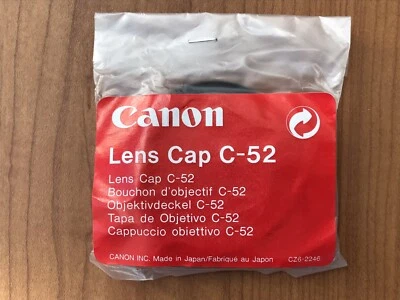 Canon
Lens Cap C-52
Lens Cap C-52
Bouchon d'objectif C-52
Objektivdeckel C-52
Tapa de Objetivo C-52
Cappuccio obiettivo C-52
CANON INC. Made in Japan/Fabriqué au Japon CZ6-2246